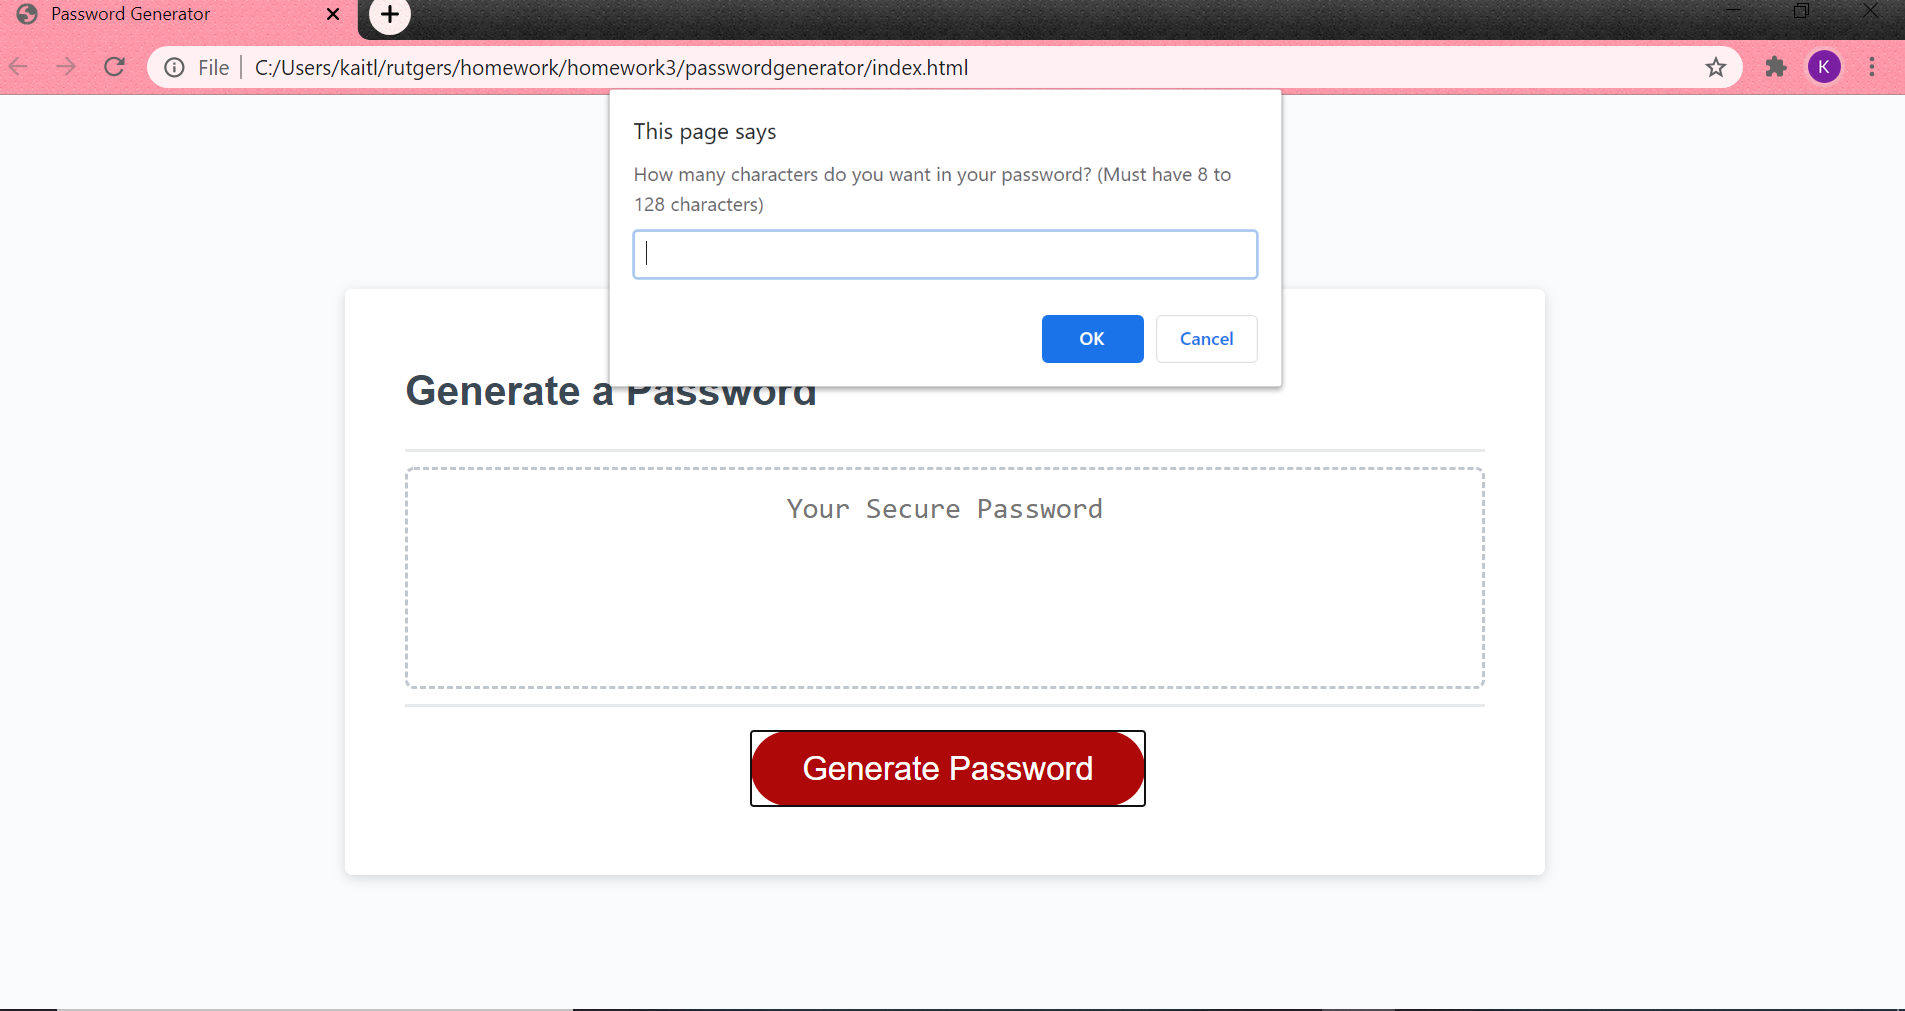 Password Generator
File
C:/Users/kaitl/rutgers/homework/homework3/passwordgenerator/index.html
K
This page says
How many characters do you want in your password? (Must have 8 to
128 characters)
OK
Cancel
Generate a Password
Your Secure Password
Generate Password